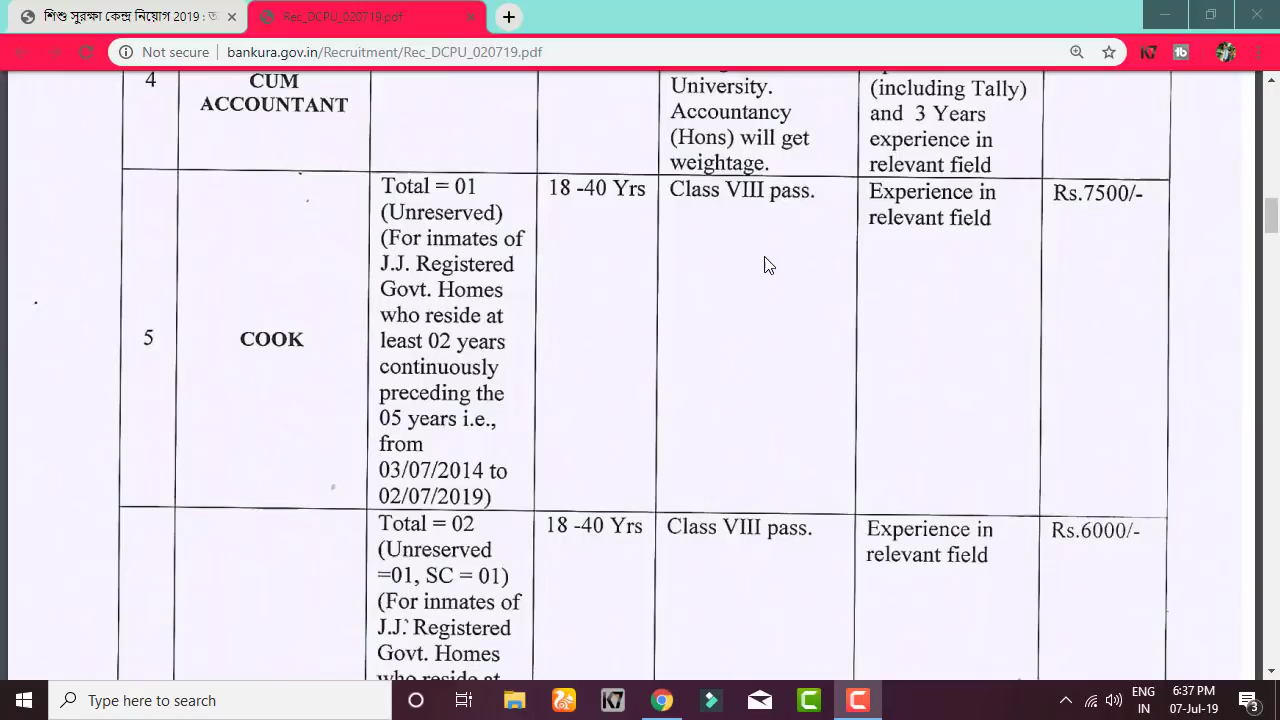 শিশু সুরক্ষা কেন্দ্র নিয়োগ 2019 : অ
Rec_DCPU_020719.pdf
Not secure
bankura.gov.in/Recruitment/Rec_DCPU_020719.pdf
4
CUM
ACCOUNTANT
University.
Accountancy
(Hons) will get
weightage.
(including Tally)
and 3 Years
experience in
relevant field
5
COOK
Total = 01
(Unreserved)
(For inmates of
J.J. Registered
Govt. Homes
who reside at
least 02 years
continuously
preceding the
05 years i.e.,
from
03/07/2014 to
02/07/2019)
18 -40 Yrs
Class VIII pass.
Experience in
relevant field
Rs.7500/-
Total = 02
(Unreserved
=01, SC = 01)
(For inmates of
J.J. Registered
Govt. Homes
who reside at
18 -40 Yrs
Class VIII pass.
Experience in
relevant field
Rs.6000/-
Type here to search
K7
ENG
IN
6:37 PM
07-Jul-19
3